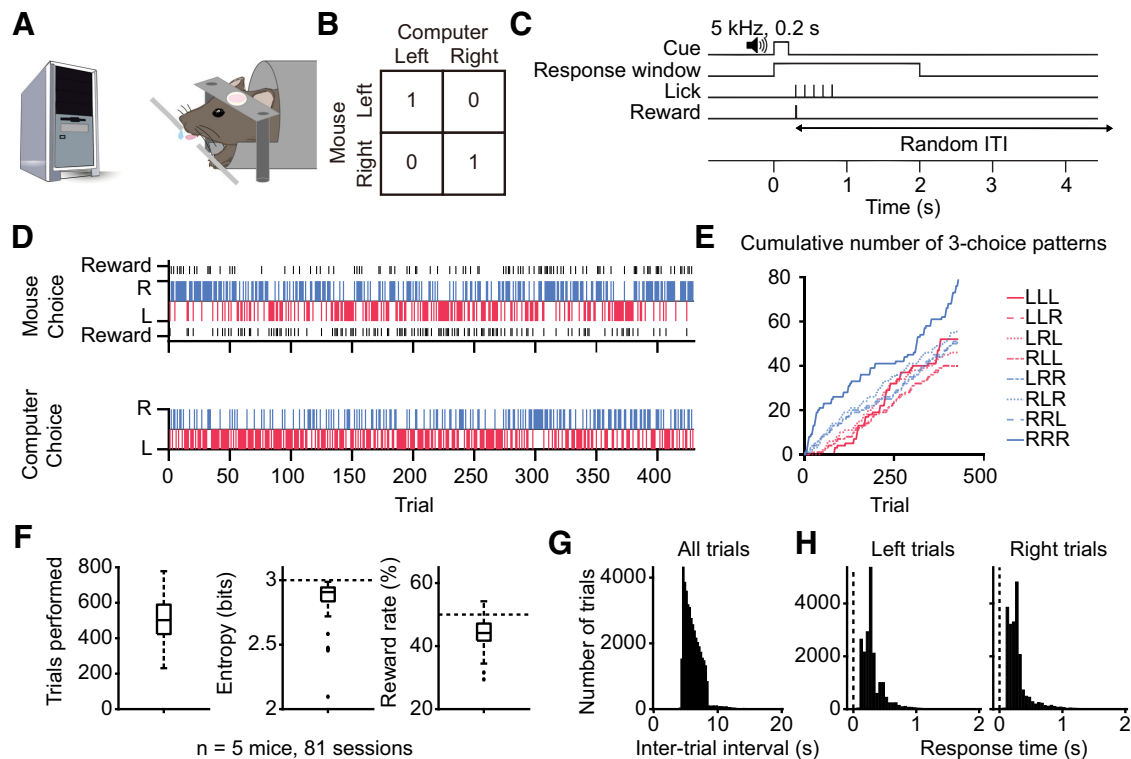 A
B
Computer
Left Right
Mouse
Left
Right
1 0
0 1
C
5 kHz, 0.2 s
Cue
Response window
Lick
Reward
Random ITI
0 1 2 3 4
Time (s)
D
Reward
R
L
Reward
Mouse
Choice
R
L
Computer
Choice
0 50 100 150 200 250 300 350 400
Trial
E
Cumulative number of 3-choice patterns
80
60
40
20
0
0 250 500
Trial
LLL
LLR
LRL
RLL
LRR
RLR
RRL
RRR
F
Trials performed
800
600
400
200
0
Entropy (bits)
3
2.5
2
Reward rate (%)
60
40
20
n = 5 mice, 81 sessions
G
All trials
Number of trials
4000
2000
0
0 10 20
Inter-trial interval (s)
H
Left trials
Right trials
4000
2000
0
0 1 2
0 1 2
Response time (s)